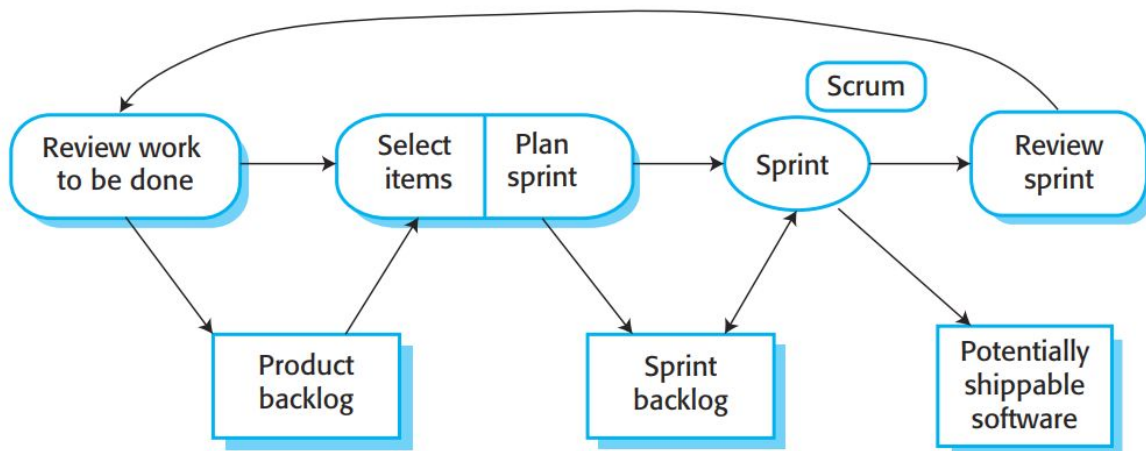 Scrum
Review work
to be done
Select
items
Plan
sprint
Sprint
Review
sprint
Product
backlog
Sprint
backlog
Potentially
shippable
software